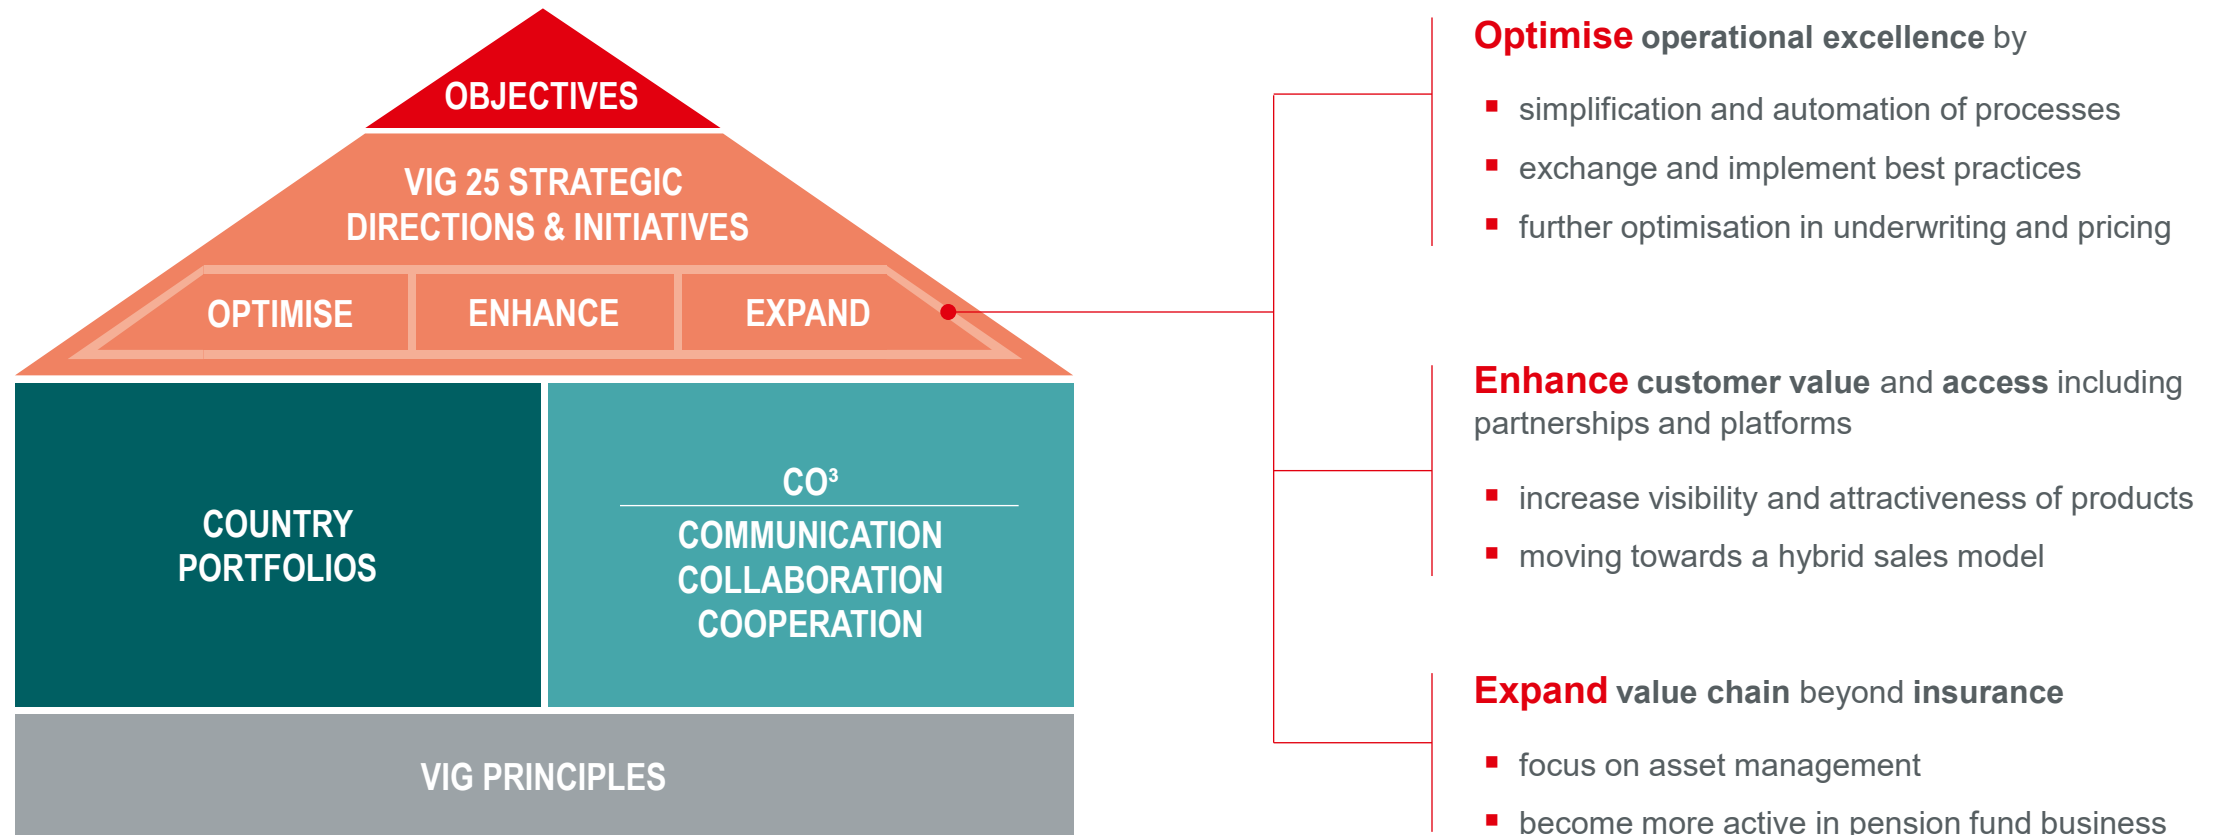 OBJECTIVES
VIG 25 STRATEGIC
DIRECTIONS & INITIATIVES
OPTIMISE
ENHANCE
EXPAND
COUNTRY
PORTFOLIOS
CO³
COMMUNICATION
COLLABORATION
COOPERATION
VIG PRINCIPLES
Optimise operational excellence by
▪ simplification and automation of processes
▪ exchange and implement best practices
▪ further optimisation in underwriting and pricing
Enhance customer value and access including
partnerships and platforms
▪ increase visibility and attractiveness of products
▪ moving towards a hybrid sales model
Expand value chain beyond insurance
▪ focus on asset management
▪ become more active in pension fund business